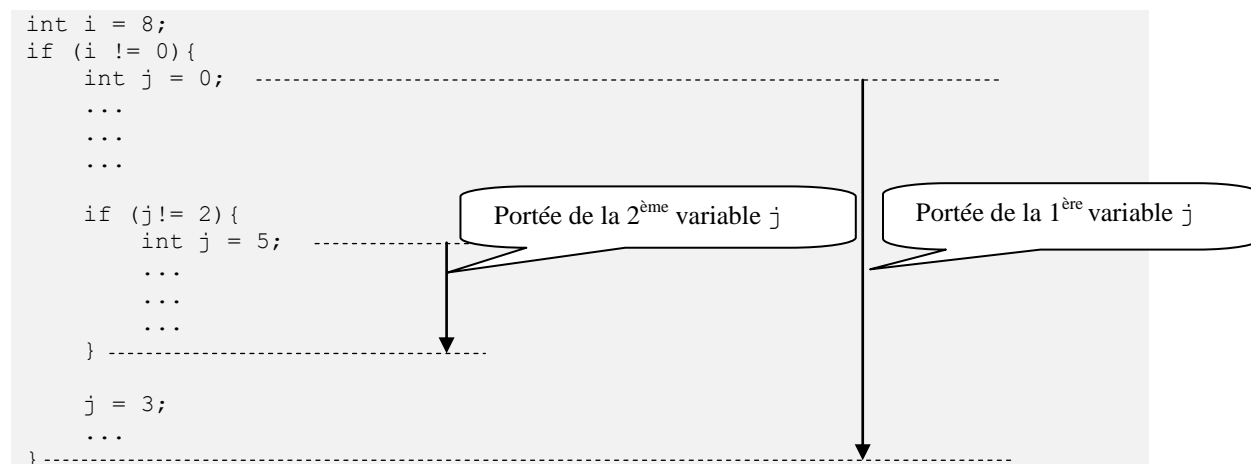 int i = 8;
if (i != 0){
int j = 0;
...
...
...
if (j!= 2){
Portée de la 2ème variable j
Portée de la 1ère variable j
int j = 5;
...
...
...
}
j = 3;
...
}